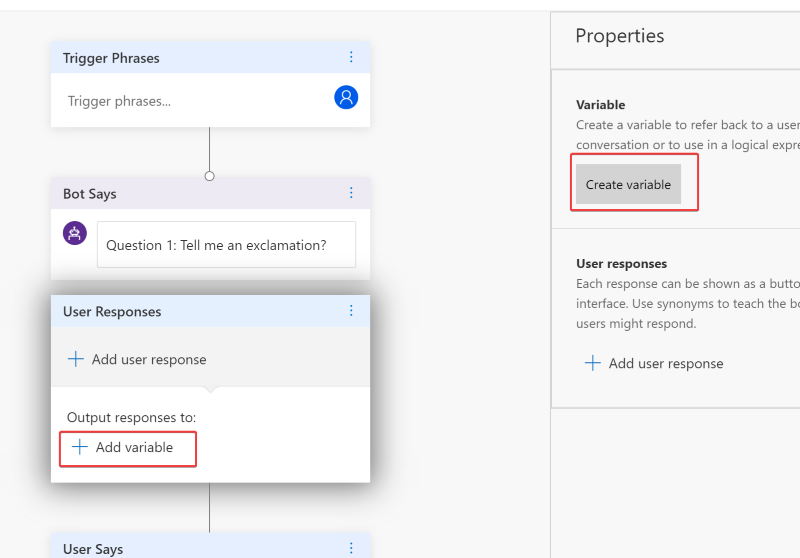 Trigger Phrases
Trigger phrases...
Bot Says
Question 1: Tell me an exclamation?
User Responses
Add user response
Output responses to:
Add variable
User Says
Properties
Variable
Create a variable to refer back to a user
conversation or to use in a logical expre
Create variable
User responses
Each response can be shown as a butto
interface. Use synonyms to teach the bo
users might respond.
Add user response